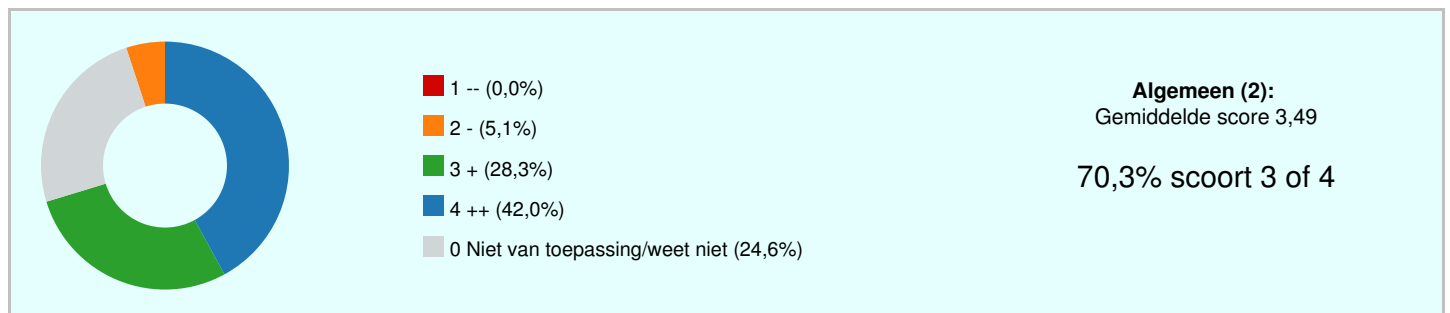 1 -- (0,0%)
2 - (5,1%)
3 + (28,3%)
4 ++ (42,0%)
0 Niet van toepassing/weet niet (24,6%)
Algemeen (2):
Gemiddelde score 3,49
70,3% scoort 3 of 4